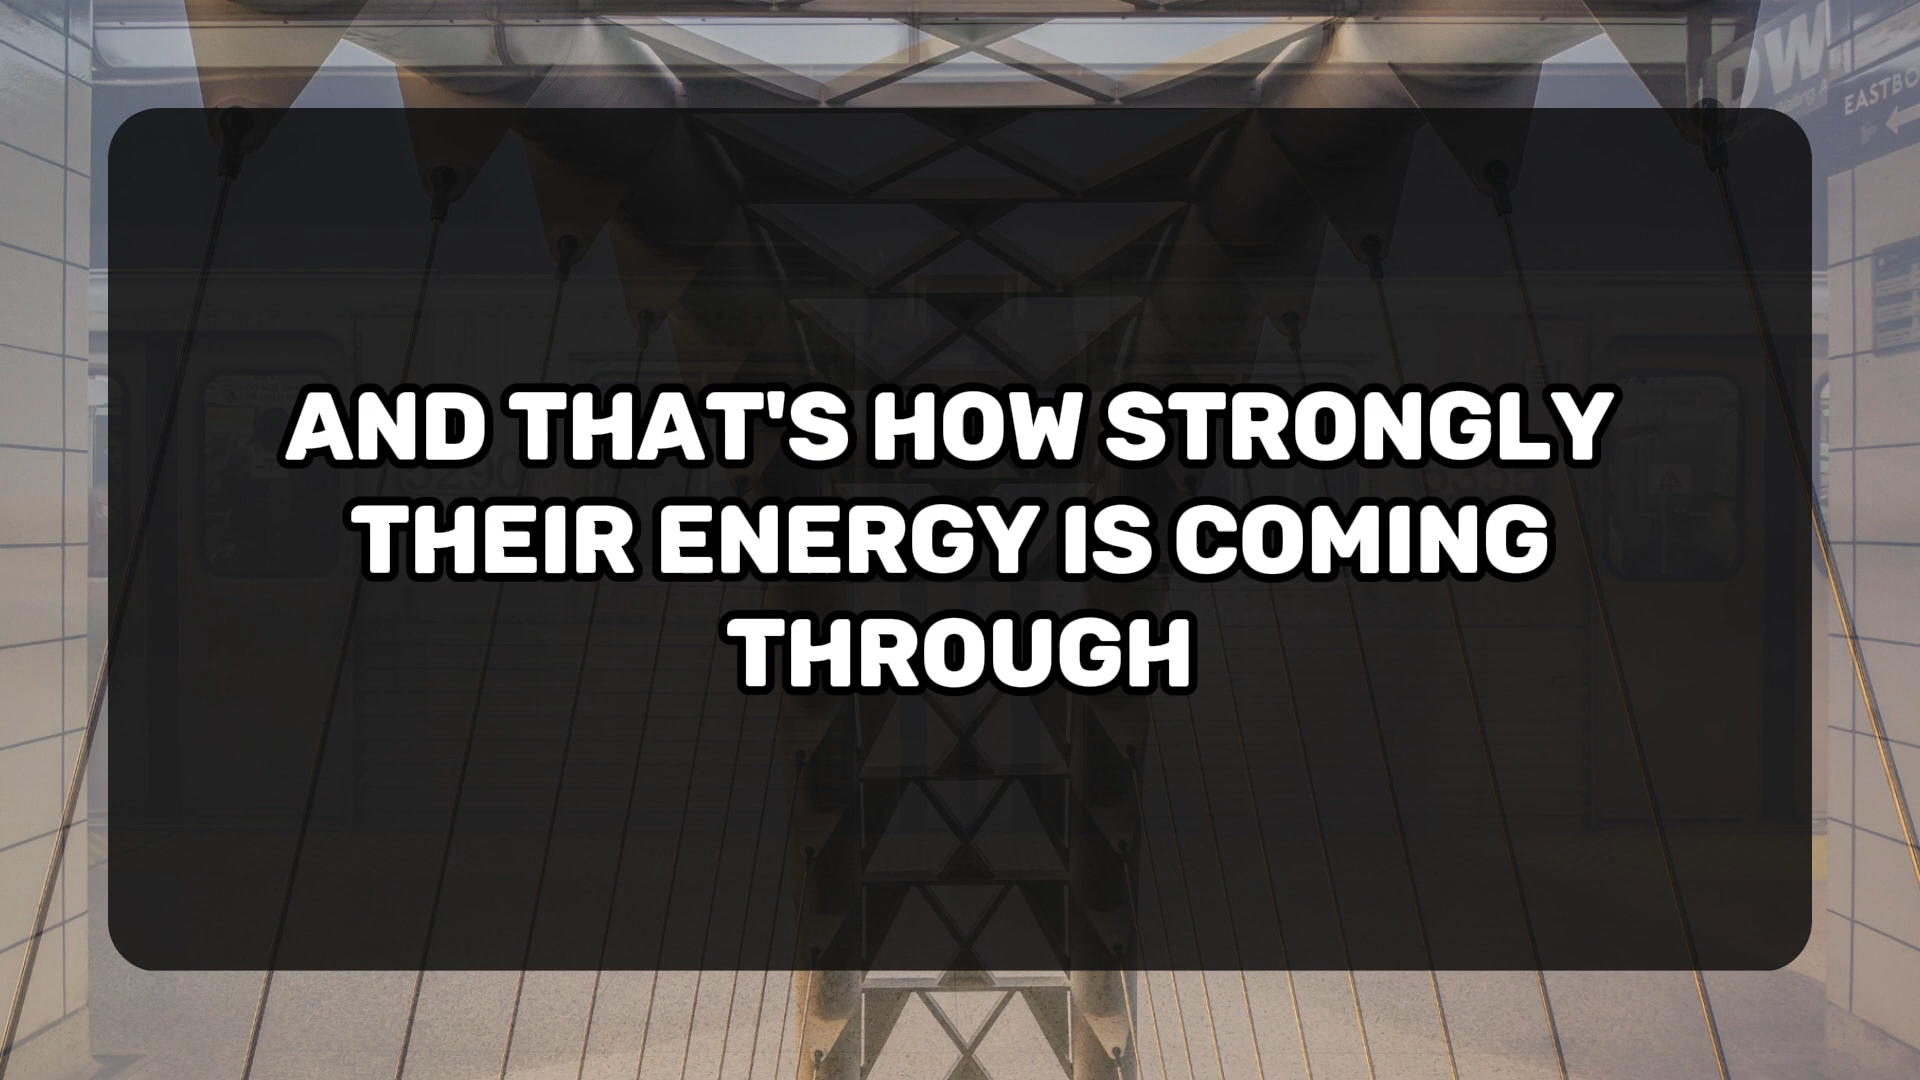 AND THAT'S HOW STRONGLY
THEIR ENERGY IS COMING
THROUGH